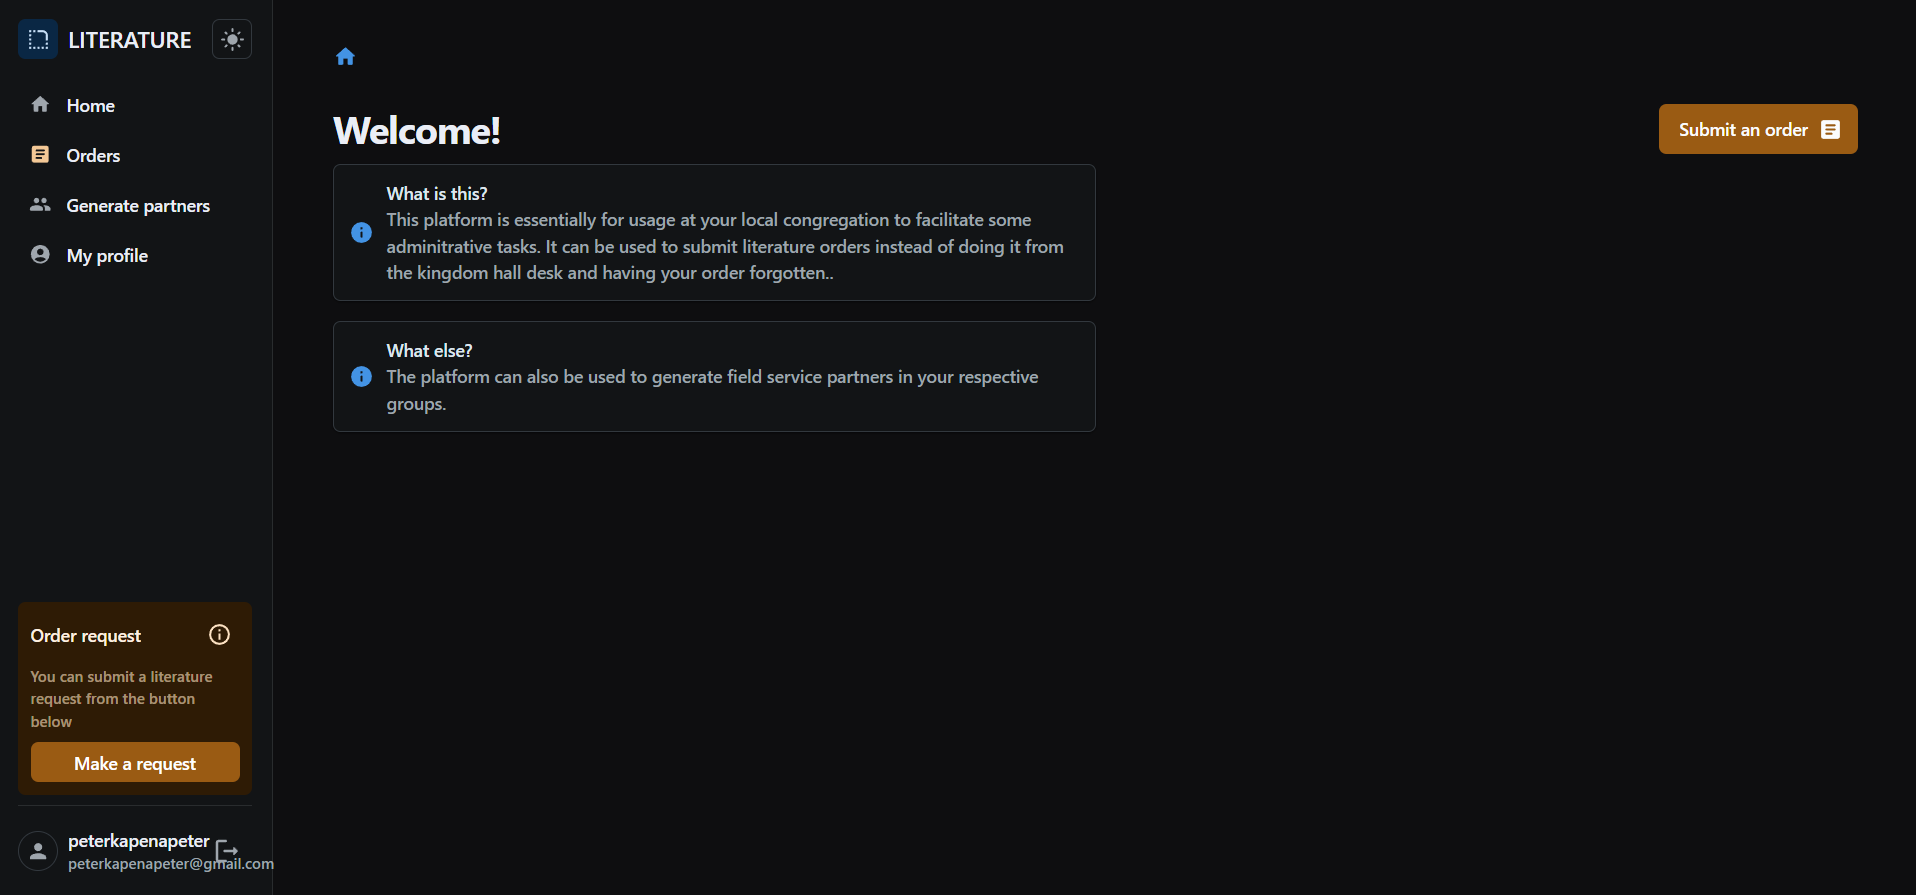 LITERATURE
Home
Orders
Generate partners
My profile
Order request
You can submit a literature
request from the button
below
Make a request
peterkapenapeter
peterkapenapeter@gmail.com
Welcome!
Submit an order
What is this?
This platform is essentially for usage at your local congregation to facilitate some
adminitrative tasks. It can be used to submit literature orders instead of doing it from
the kingdom hall desk and having your order forgotten..
What else?
The platform can also be used to generate field service partners in your respective
groups.